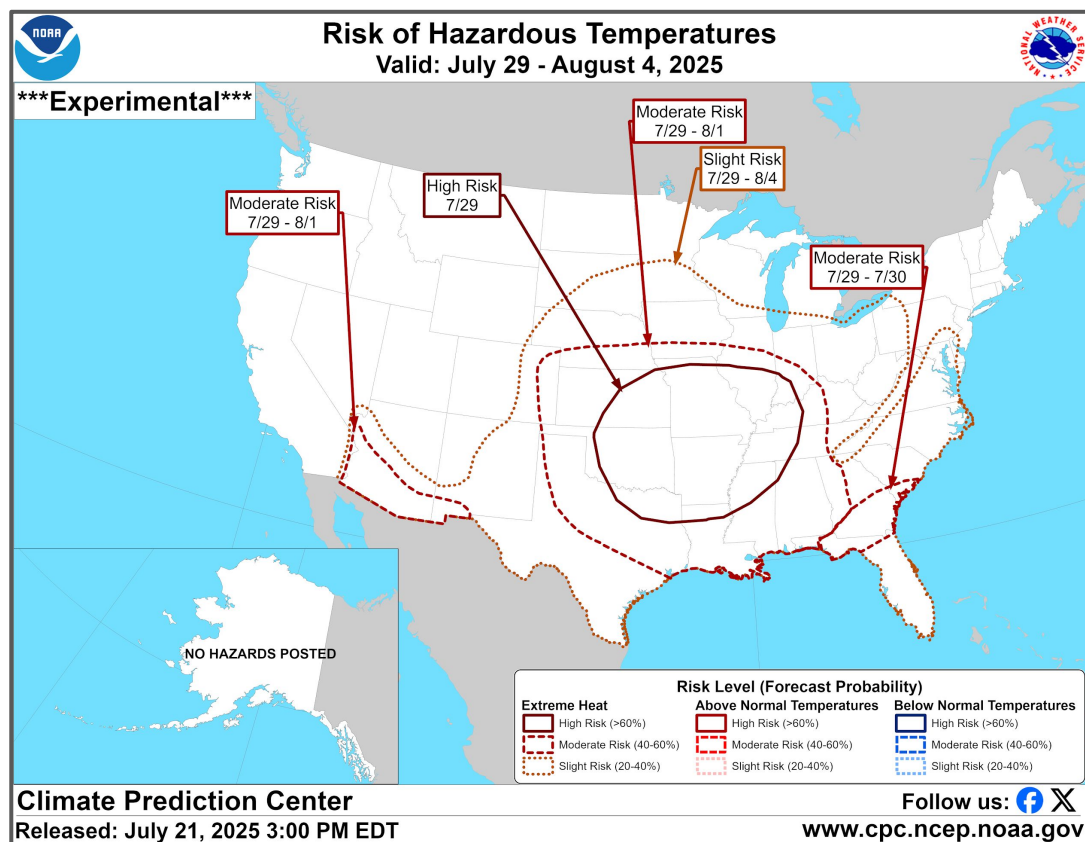 NOAA
Risk of Hazardous Temperatures
Valid: July 29 - August 4, 2025
NATIONAL WEATHER SERVICE
***Experimental***
Moderate Risk
7/29 - 8/1
Slight Risk
7/29 - 8/4
High Risk
7/29
Moderate Risk
7/29 - 8/1
Moderate Risk
7/29 - 7/30
NO HAZARDS POSTED
Risk Level (Forecast Probability)
Extreme Heat
High Risk (>60%)
Moderate Risk (40-60%)
Slight Risk (20-40%)
Above Normal Temperatures
High Risk (>60%)
Moderate Risk (40-60%)
Slight Risk (20-40%)
Below Normal Temperatures
High Risk (>60%)
Moderate Risk (40-60%)
Slight Risk (20-40%)
Climate Prediction Center
Released: July 21, 2025 3:00 PM EDT
Follow us:
www.cpc.ncep.noaa.gov